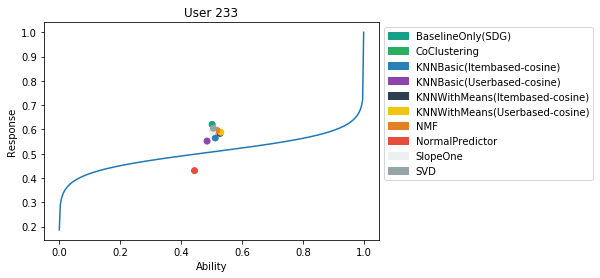 User 233
Response
1.0
0.9
0.8
0.7
0.6
0.5
0.4
0.3
0.2
0.0 0.2 0.4 0.6 0.8 1.0
Ability
BaselineOnly(SDG)
CoClustering
KNNBasic(Itembased-cosine)
KNNBasic(Userbased-cosine)
KNNWithMeans(Itembased-cosine)
KNNWithMeans(Userbased-cosine)
NMF
NormalPredictor
SlopeOne
SVD